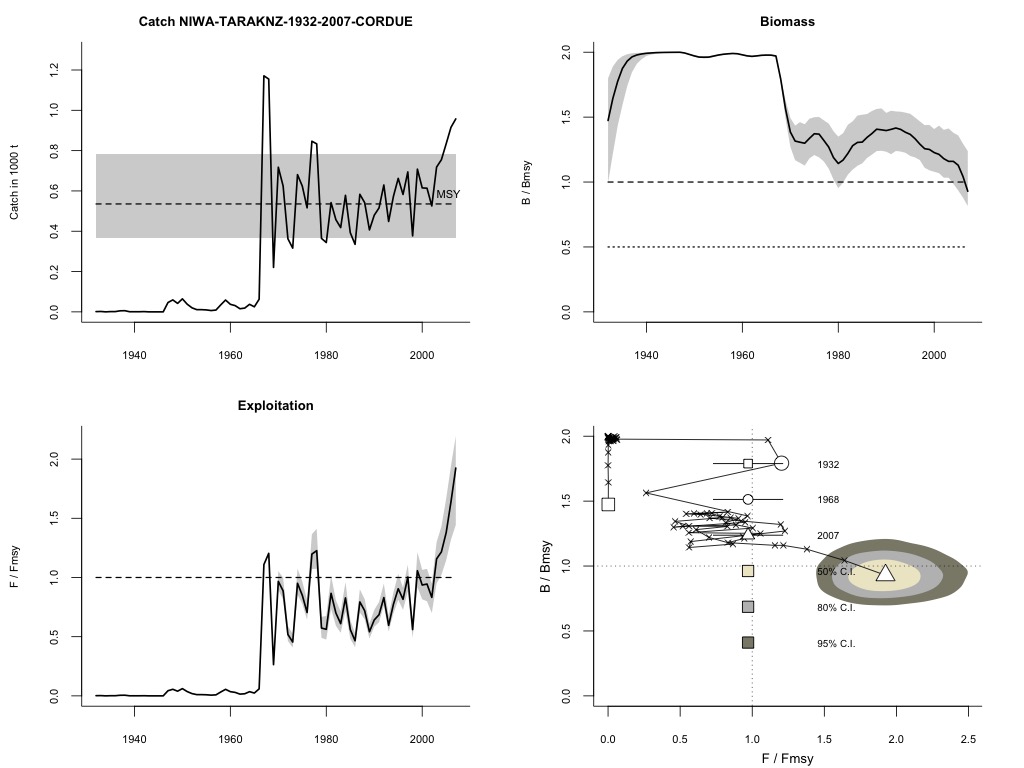 Catch NIWA-TARAKNZ-1932-2007-CORDUE
Catch in 1000 t
0.0 0.2 0.4 0.6 0.8 1.0 1.2
MSY
1940 1960 1980 2000
Biomass
B / Bmsy
0.0 0.5 1.0 1.5 2.0
1940 1960 1980 2000
Exploitation
F / Fmsy
0.0 0.5 1.0 1.5 2.0
1940 1960 1980 2000
B / Bmsy
0.0 0.5 1.0 1.5 2.0
1932
1968
2007
50% C.I.
80% C.I.
95% C.I.
0.0 0.5 1.0 1.5 2.0 2.5
F / Fmsy